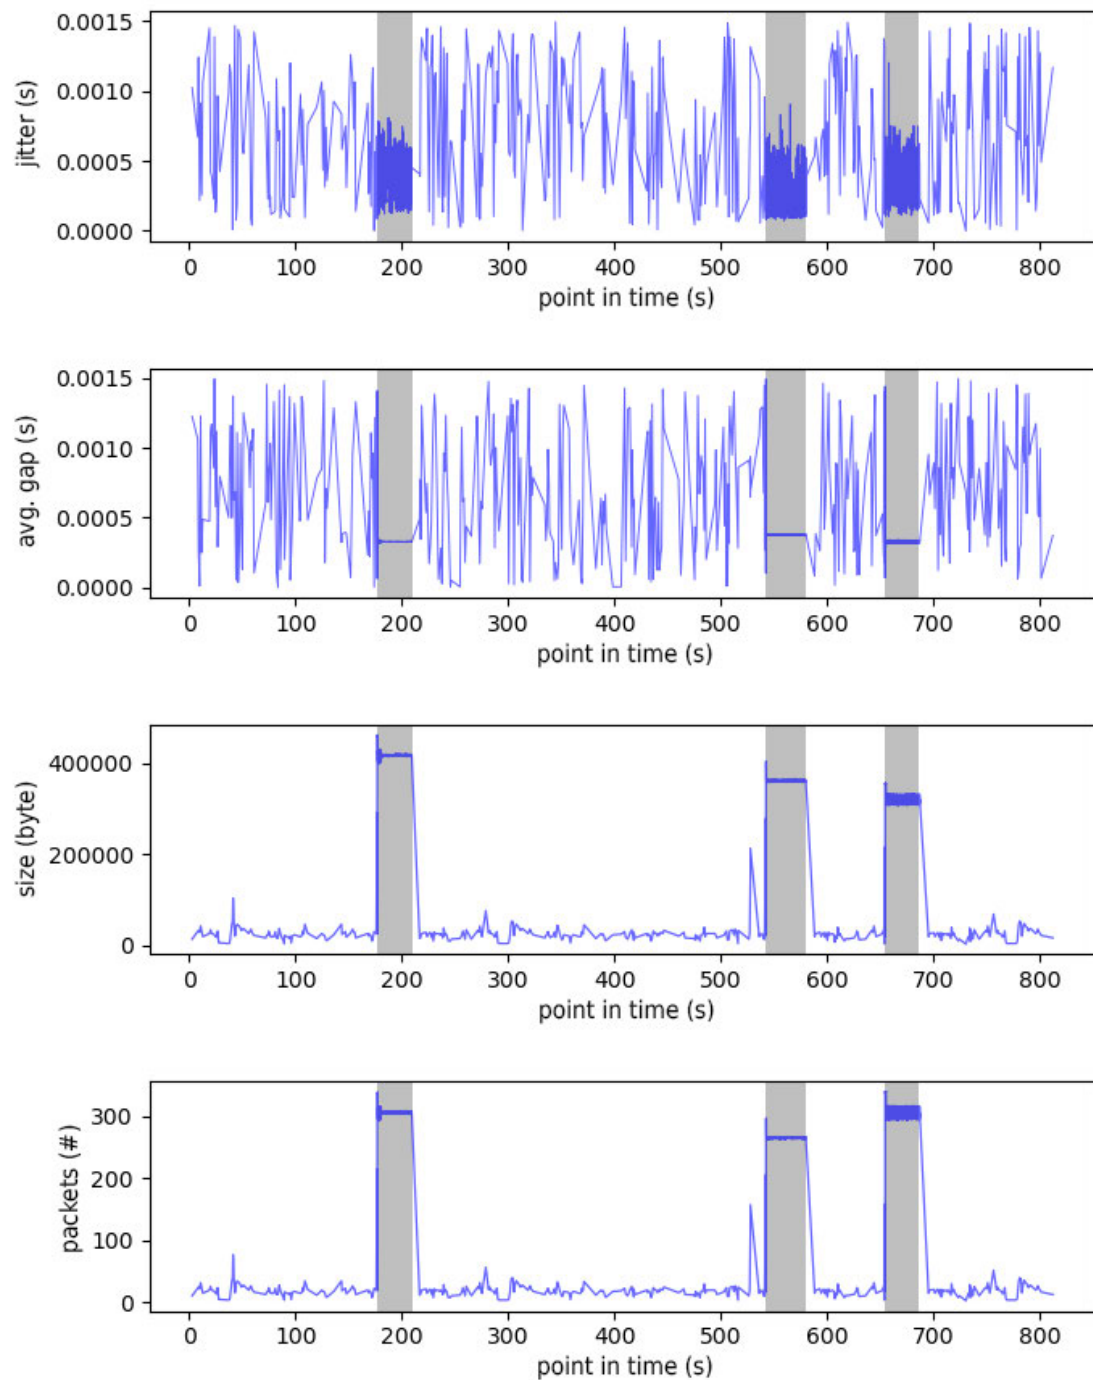 jitter (s)
0.0015
0.0010
0.0005
0.0000
0 100 200 300 400 500 600 700 800
point in time (s)
avg. gap (s)
0.0015
0.0010
0.0005
0.0000
0 100 200 300 400 500 600 700 800
point in time (s)
size (byte)
400000
200000
0
0 100 200 300 400 500 600 700 800
point in time (s)
packets (#)
300
200
100
0
0 100 200 300 400 500 600 700 800
point in time (s)